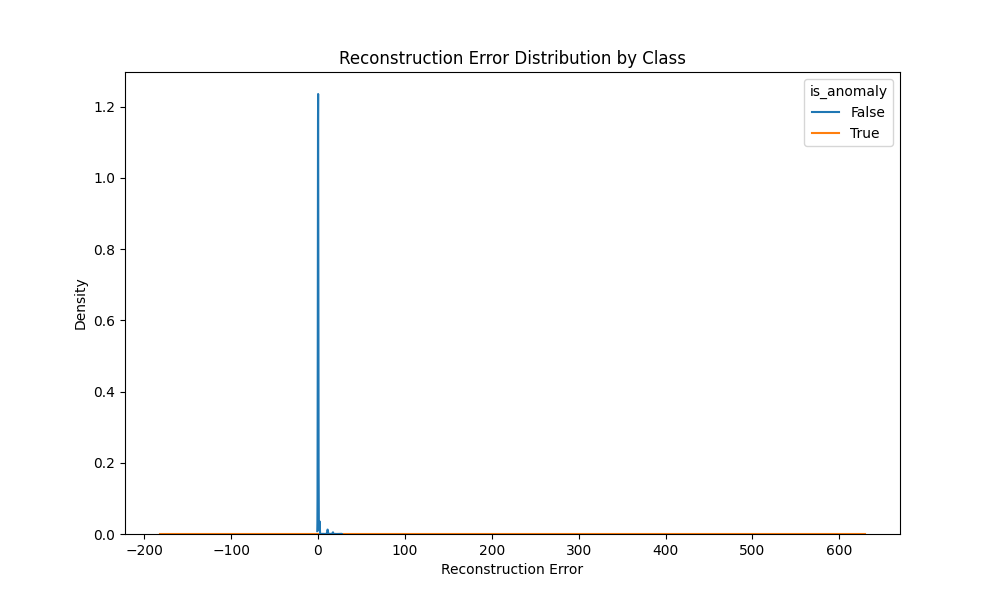 Reconstruction Error Distribution by Class
is_anomaly
False
True
Density
1.2
1.0
0.8
0.6
0.4
0.2
0.0
−200
−100
0
100
200
300
400
500
600
Reconstruction Error